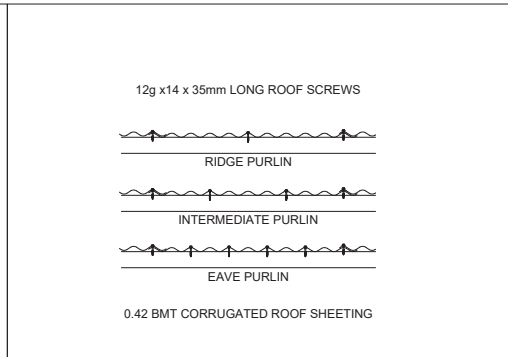 12g x14 x 35mm LONG ROOF SCREWS
RIDGE PURLIN
INTERMEDIATE PURLIN
EAVE PURLIN
0.42 BMT CORRUGATED ROOF SHEETING